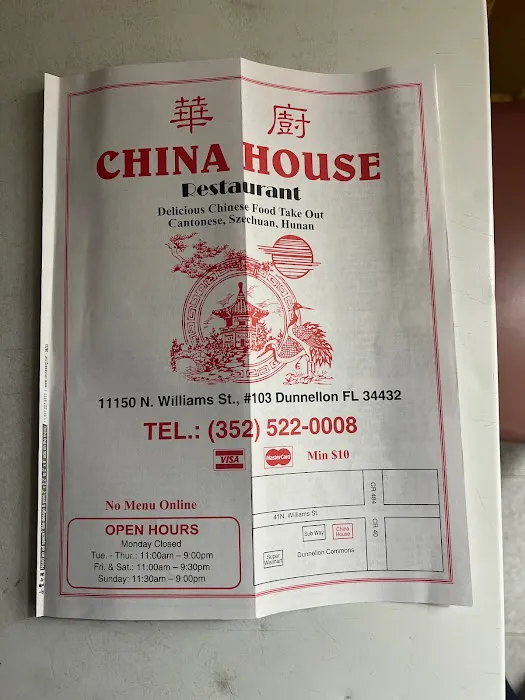 華 廚
CHINA HOUSE
Restaurant
Delicious Chinese Food Take Out
Cantonese, Szechuan, Hunan
11150 N. Williams St., #103 Dunnellon FL 34432
TEL.: (352) 522-0008
VISA MasterCard Min $10
No Menu Online
OPEN HOURS
Monday Closed
Tue. - Thur.: 11:00am – 9:00pm
Fri. & Sat.: 11:00am – 9:30pm
Sunday: 11:30am – 9:00pm
CR 484
41N. Williams St.
CR 40
Sub Way
China
House
Super
Walmart
Dunnellon Commons